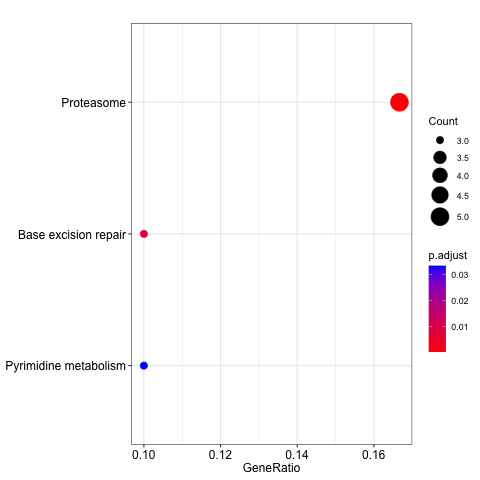 Proteasome
Base excision repair
Pyrimidine metabolism
0.10
0.12
0.14
0.16
GeneRatio
Count
3.0
3.5
4.0
4.5
5.0
p.adjust
0.03
0.02
0.01